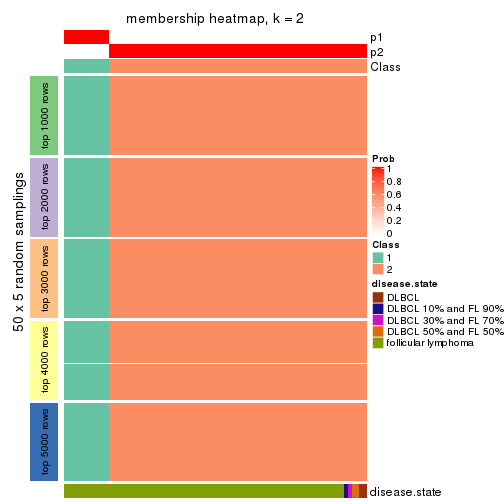 membership heatmap, k = 2
p1
p2
Class
50 x 5 random samplings
top 1000 rows
top 2000 rows
top 3000 rows
top 4000 rows
top 5000 rows
Prob
1
0.8
0.6
0.4
0.2
0
Class
1
2
disease.state
DLBCL
DLBCL 10% and FL 90%
DLBCL 30% and FL 70%
DLBCL 50% and FL 50%
follicular lymphoma
disease.state